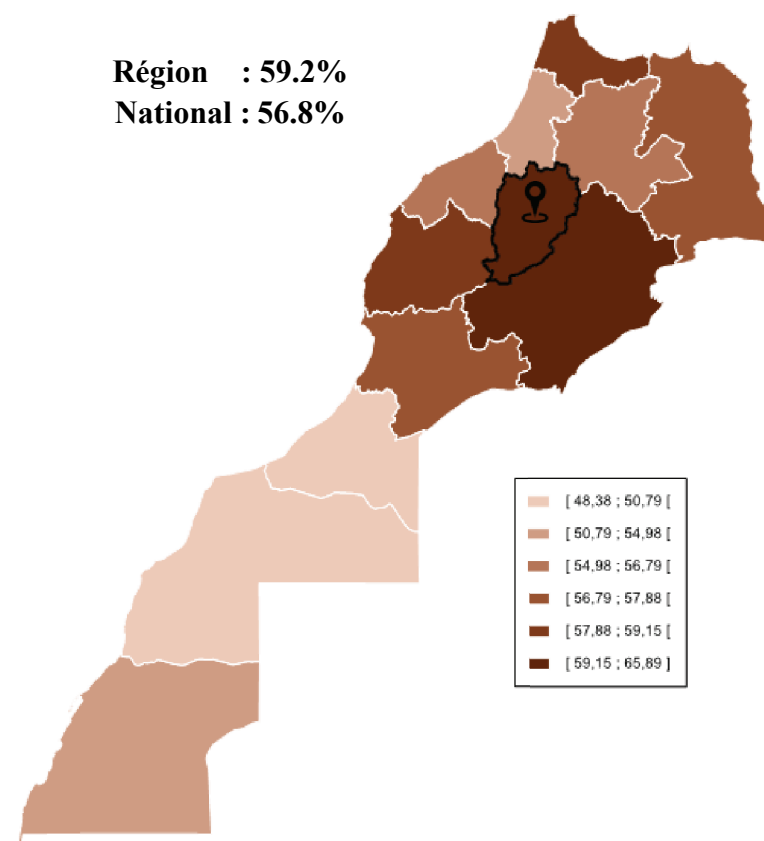 Région : 59.2%
National : 56.8%
[ 48,38 ; 50,79 [
[ 50,79 ; 54,98 [
[ 54,98 ; 56,79 [
[ 56,79 ; 57,88 [
[ 57,88 ; 59,15 [
[ 59,15 ; 65,89 ]